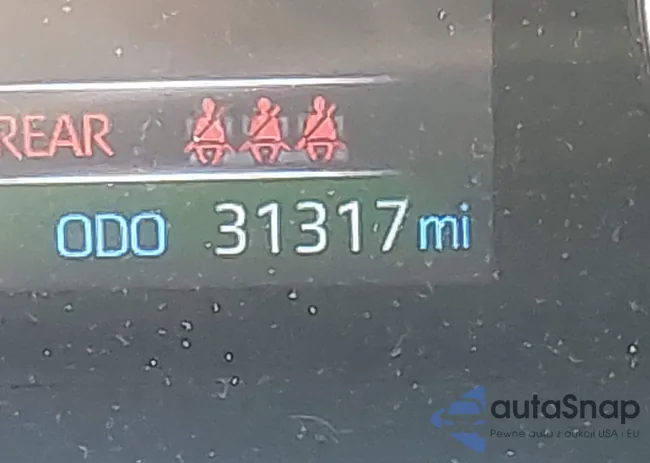 REAR
ODO 31317 mi
autaSnap
Pewne auta z aukcji USA i EU